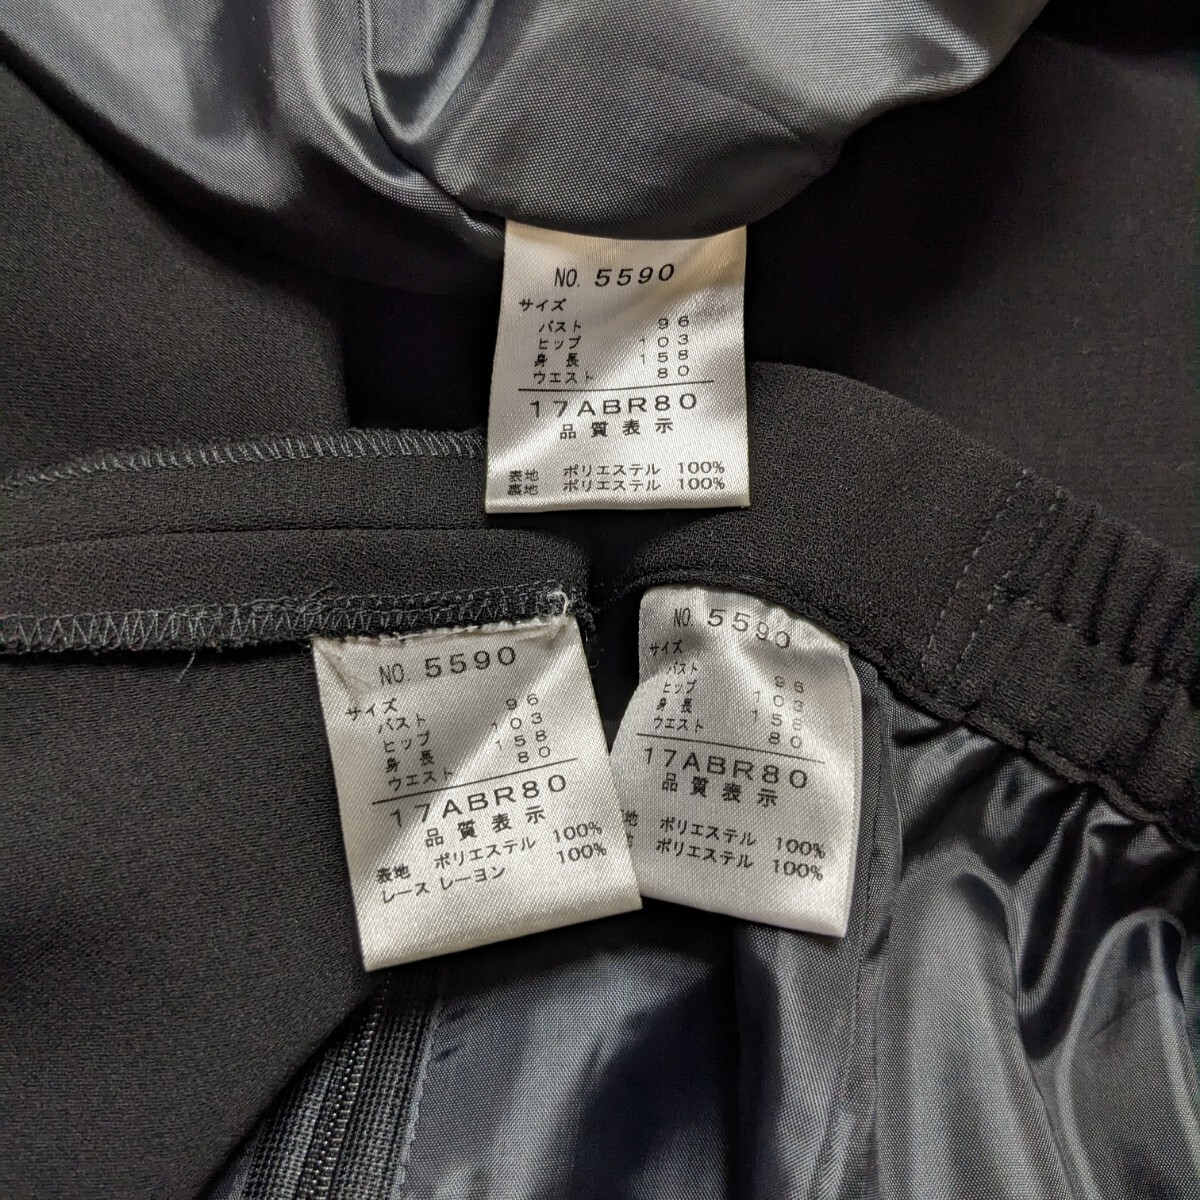 NO. 5590
サイズ
バスト 96
ヒップ 103
身長 158
ウエスト 80
17ABR80
品質表示
表地 ポリエステル 100%
裏地 ポリエステル 100%
NO. 5590
サイズ
バスト 96
ヒップ 103
身長 158
ウエスト 80
17ABR80
品質表示
表地 ポリエステル 100%
レース レーヨン 100%
NO. 5590
サイズ
バスト 96
ヒップ 103
身長 158
ウエスト 80
17ABR80
品質表示
地 ポリエステル 100%
地 ポリエステル 100%